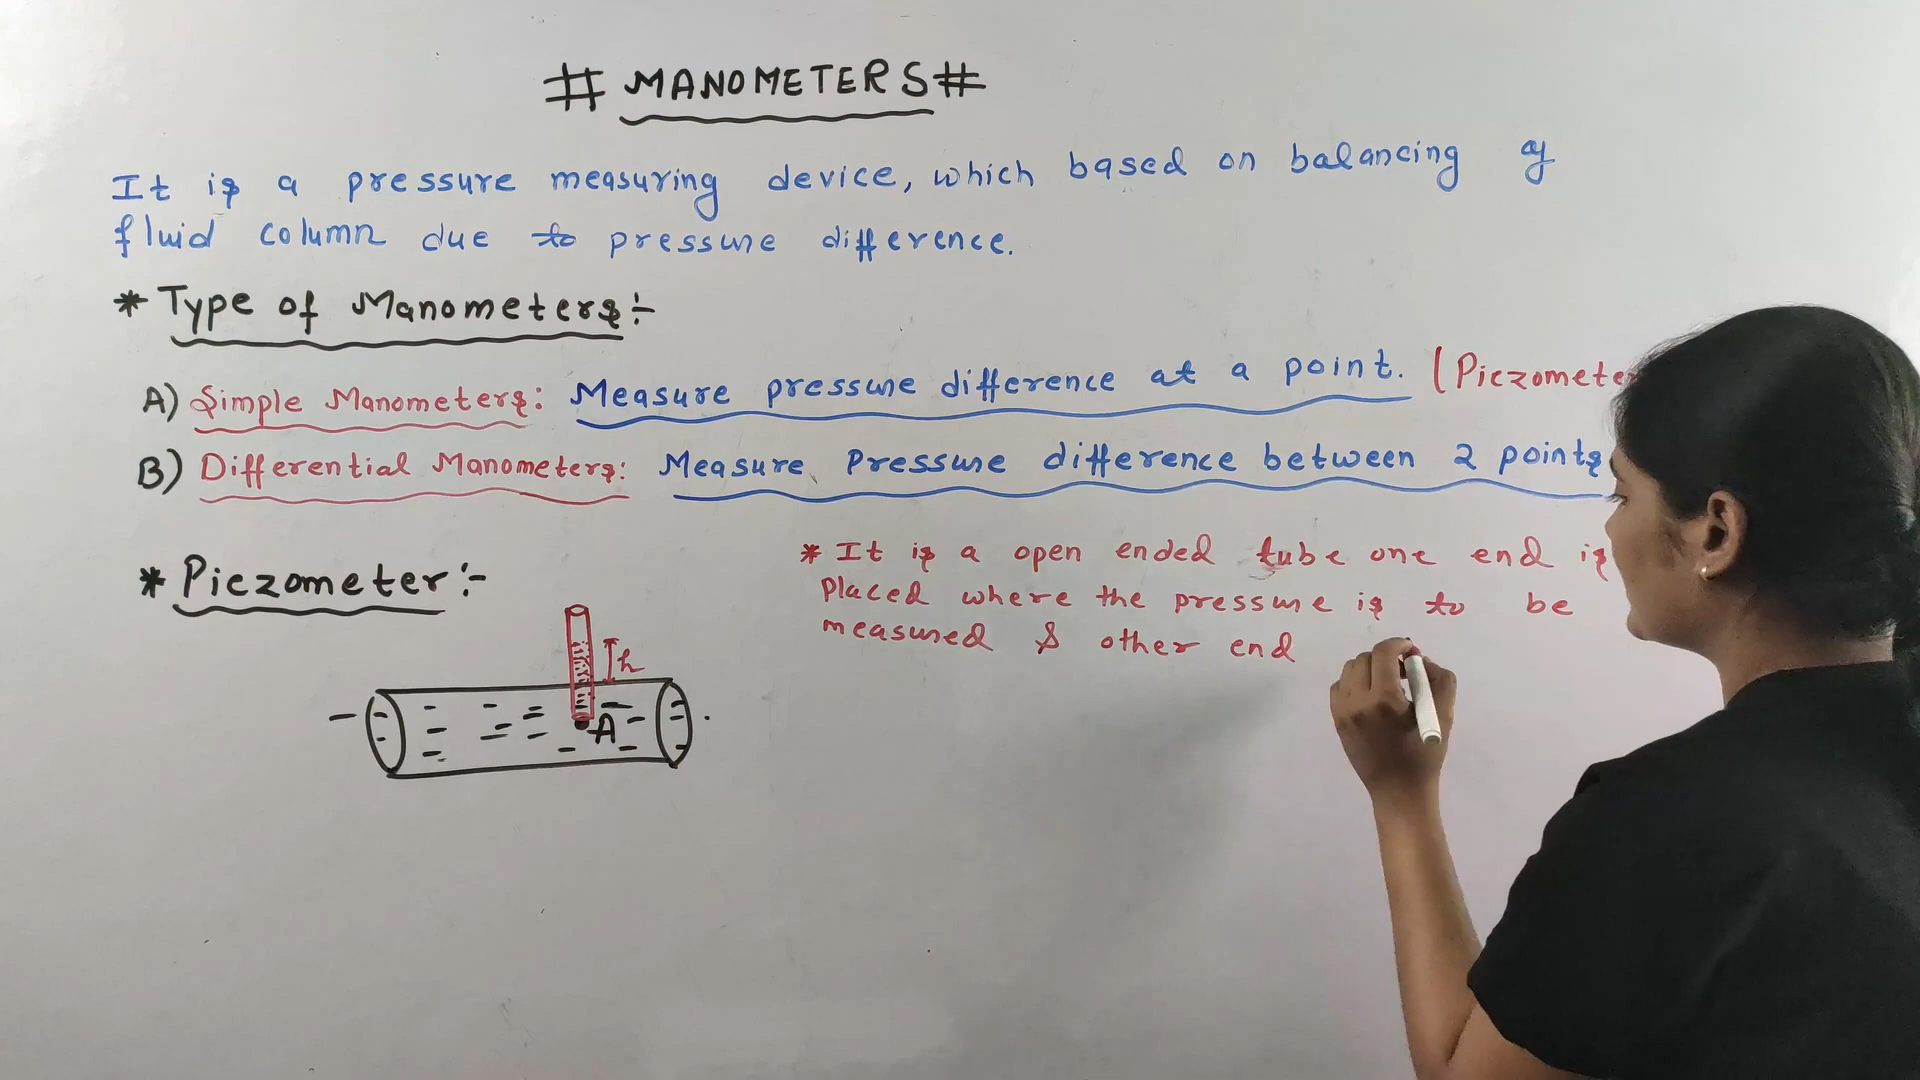 # MANOMETERS #
It is a pressure measuring device, which based on balancing of
fluid column due to pressure difference.
* Type of Manometers:-
A) Simple Manometers: Measure pressure difference at a point. (Piezometer
B) Differential Manometers: Measure Pressure difference between 2 points
* Piezometer:-
* It is a open ended tube one end is
placed where the pressure is to be
measured & other end
h
A